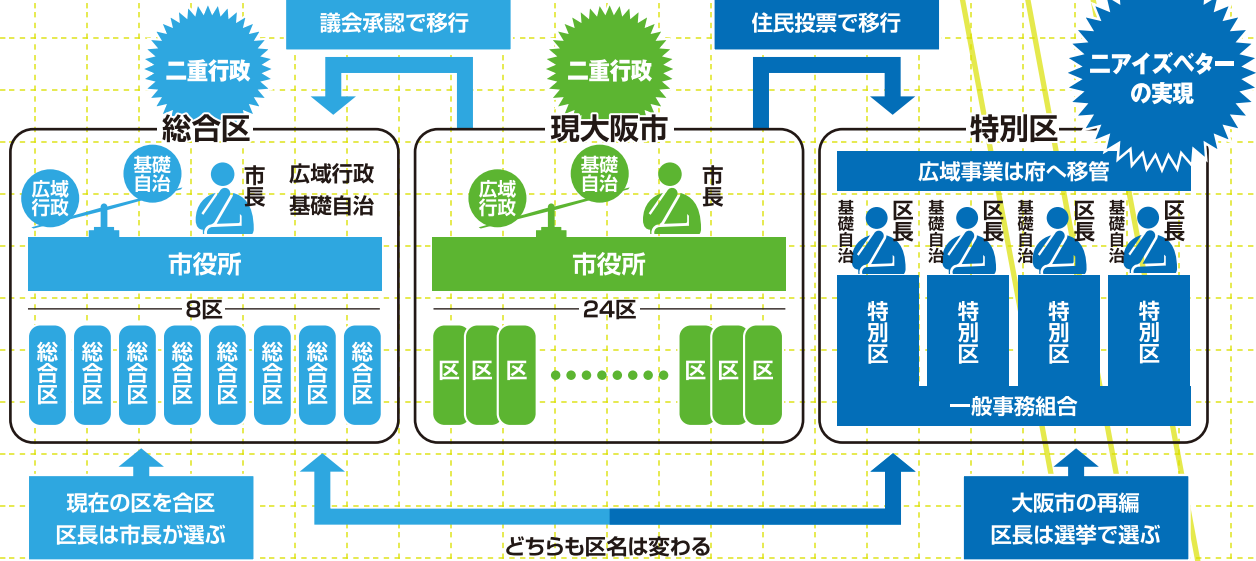 議会承認で移行
住民投票で移行
二重行政
二重行政
ニアイズベター
の実現
総合区
広域
行政
基礎
自治
市長
広域行政
基礎自治
市役所
8区
総合区
総合区
総合区
総合区
総合区
総合区
総合区
総合区
現大阪市
広域
行政
基礎
自治
市長
市役所
24区
区
区
区
区
区
区
特別区
広域事業は府へ移管
基礎自治
区長
基礎自治
区長
基礎自治
区長
基礎自治
区長
特別区
特別区
特別区
特別区
一般事務組合
現在の区を合区
区長は市長が選ぶ
どちらも区名は変わる
大阪市の再編
区長は選挙で選ぶ